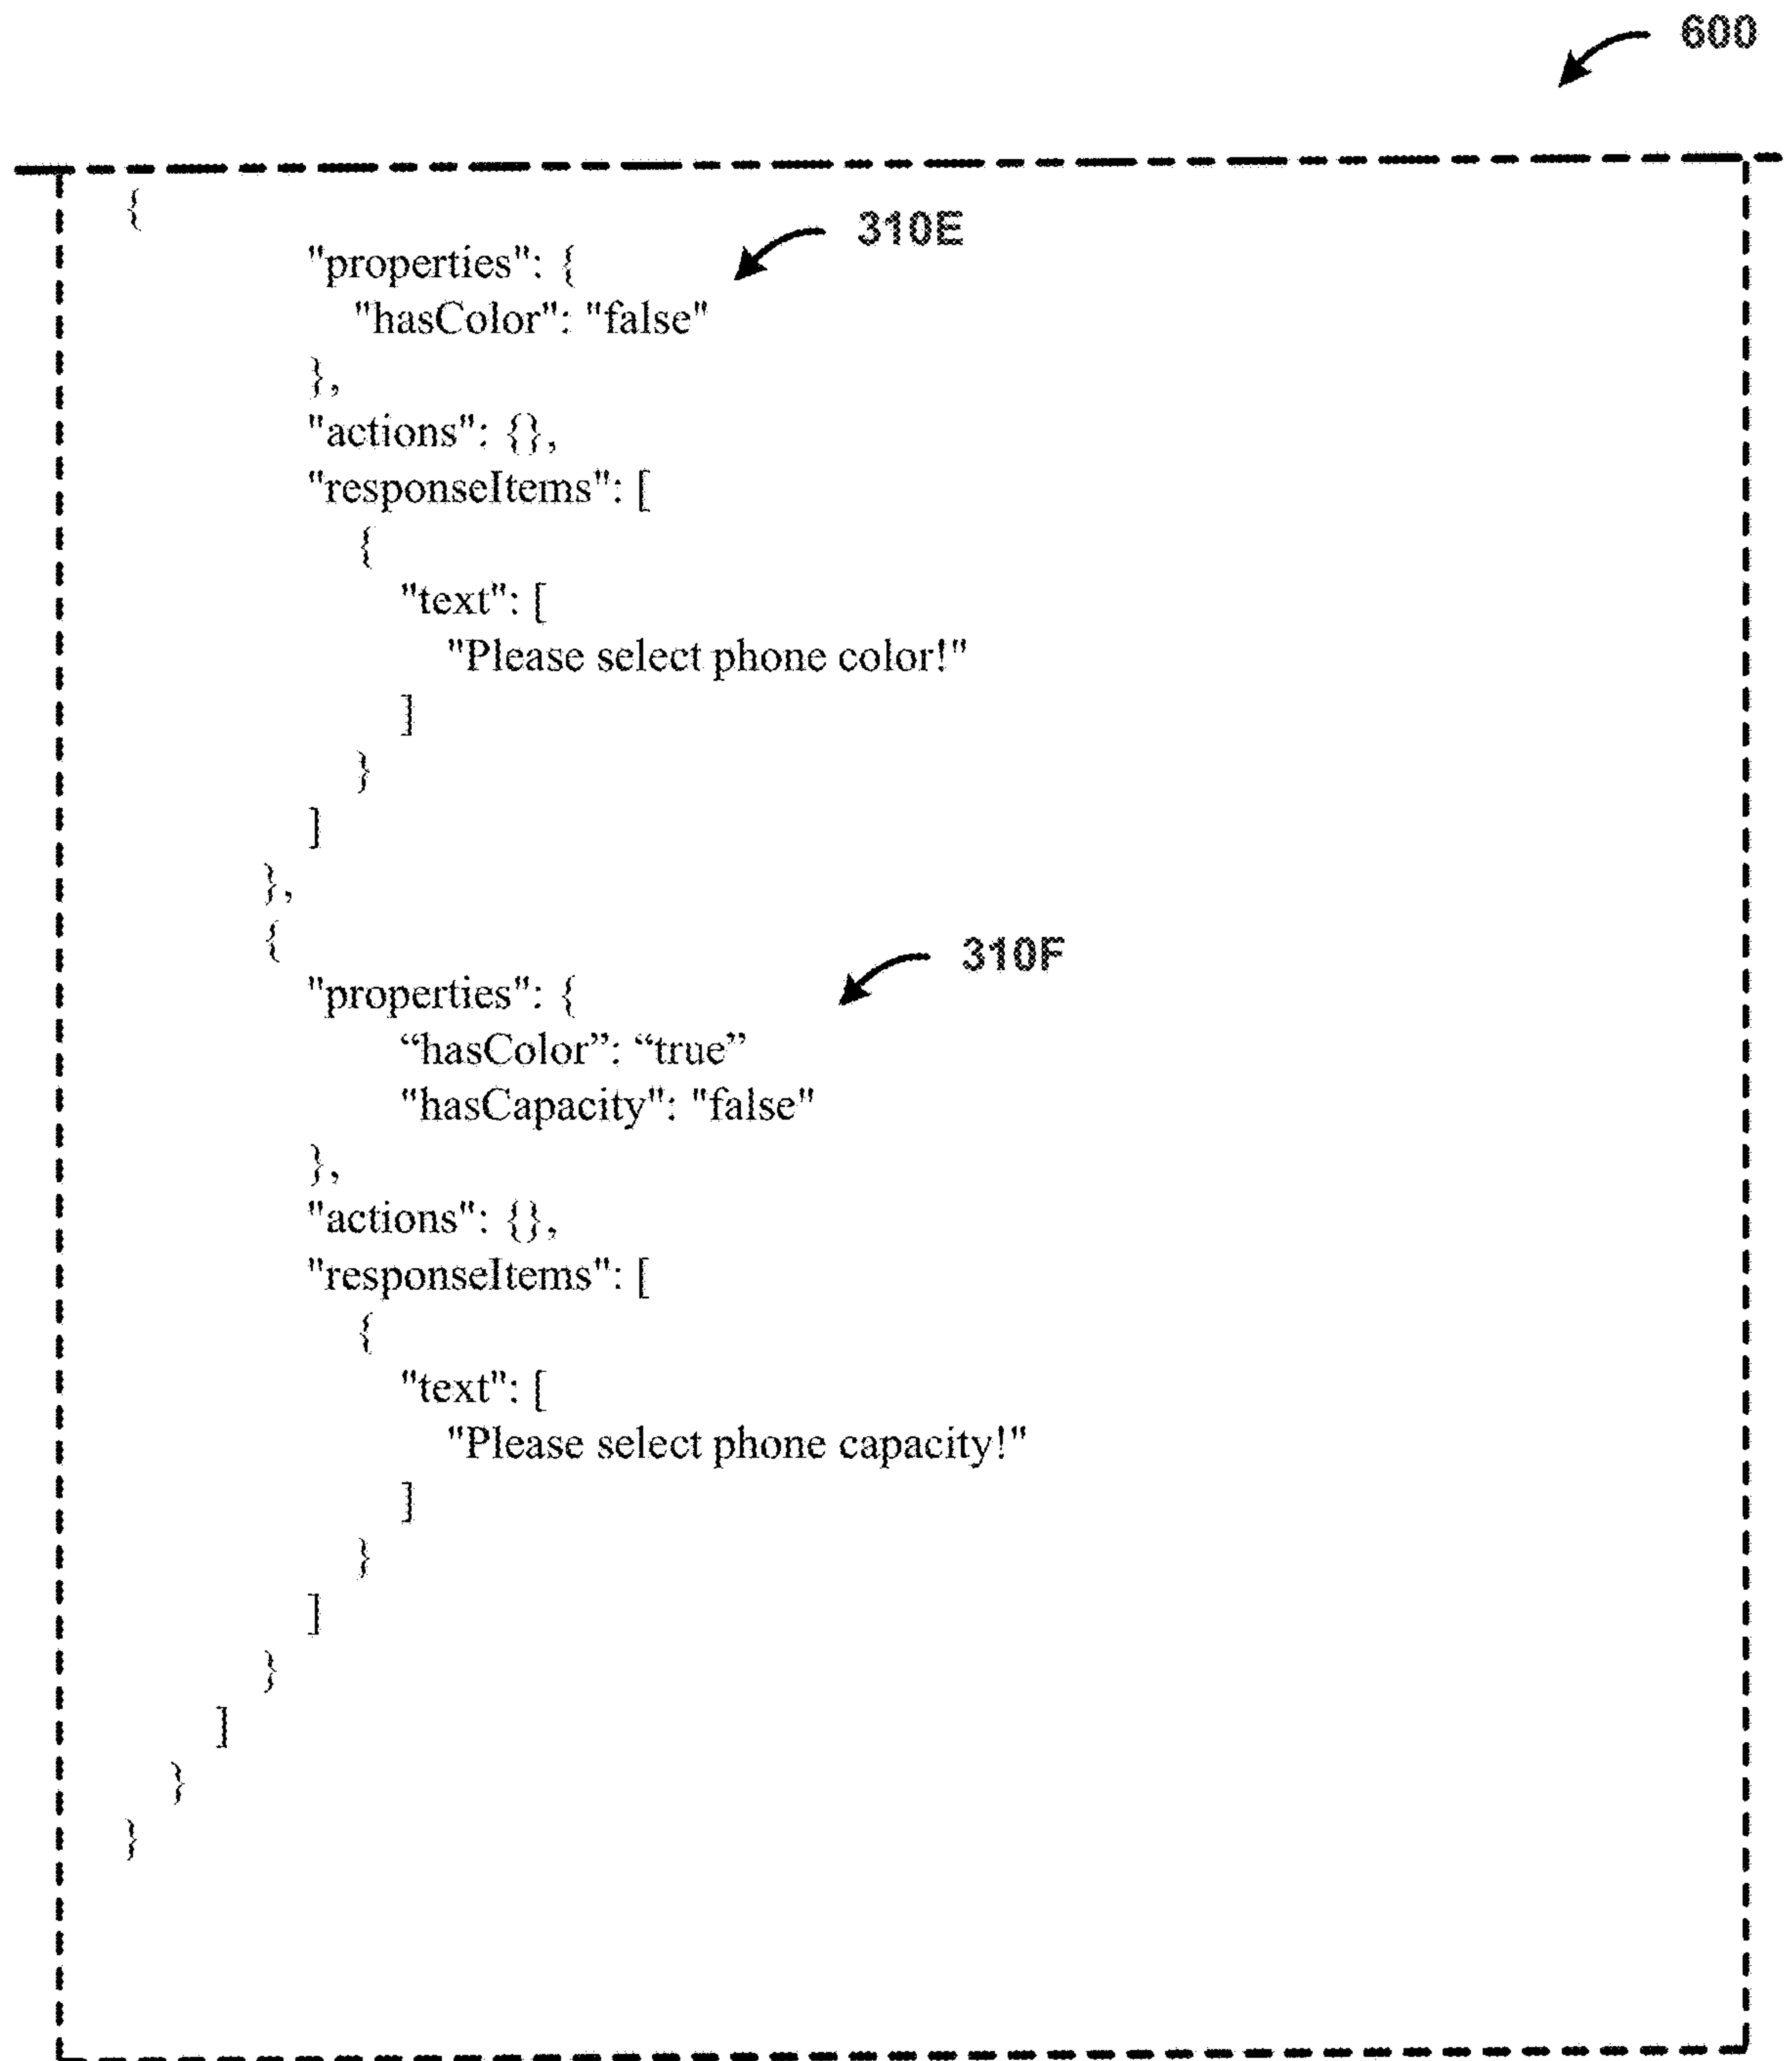 600
{
310E
"properties": {
"hasColor": "false"
},
"actions": {},
"responseItems": [
{
"text": [
"Please select phone color!"
]
}
]
},
{
310F
"properties": {
“hasColor”: “true”
"hasCapacity": "false"
},
"actions": {},
"responseItems": [
{
"text": [
"Please select phone capacity!"
]
}
]
}
]
}
}